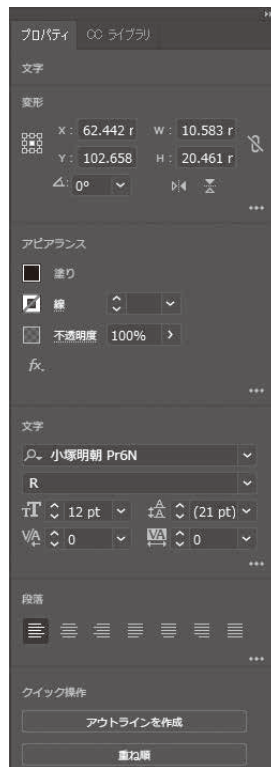 プロパティ CC ライブラリ
文字
変形
X: 62.442 r W: 10.583 r
Y: 102.658 H: 20.461 r
0°
アピアランス
塗り
線
不透明度 100%
fx.
文字
小塚明朝 Pr6N
R
12 pt (21 pt)
0 0
段落
クイック操作
アウトラインを作成
重ね順